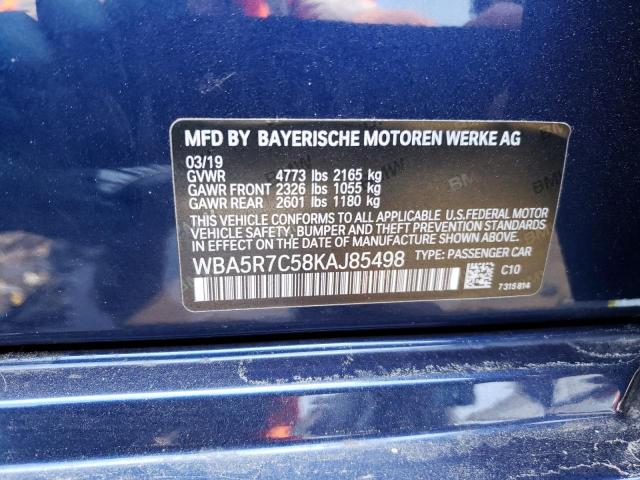 MFD BY BAYERISCHE MOTOREN WERKE AG
03/19
GVWR 4773 lbs 2165 kg
GAWR FRONT 2326 lbs 1055 kg
GAWR REAR 2601 lbs 1180 kg
THIS VEHICLE CONFORMS TO ALL APPLICABLE U.S.FEDERAL MOTOR
VEHICLE SAFETY, BUMPER, AND THEFT PREVENTION STANDARDS
IN EFFECT ON THE DATE OF MANUFACTURE SHOWN ABOVE.
WBA5R7C58KAJ85498 TYPE: PASSENGER CAR
C10
7315814